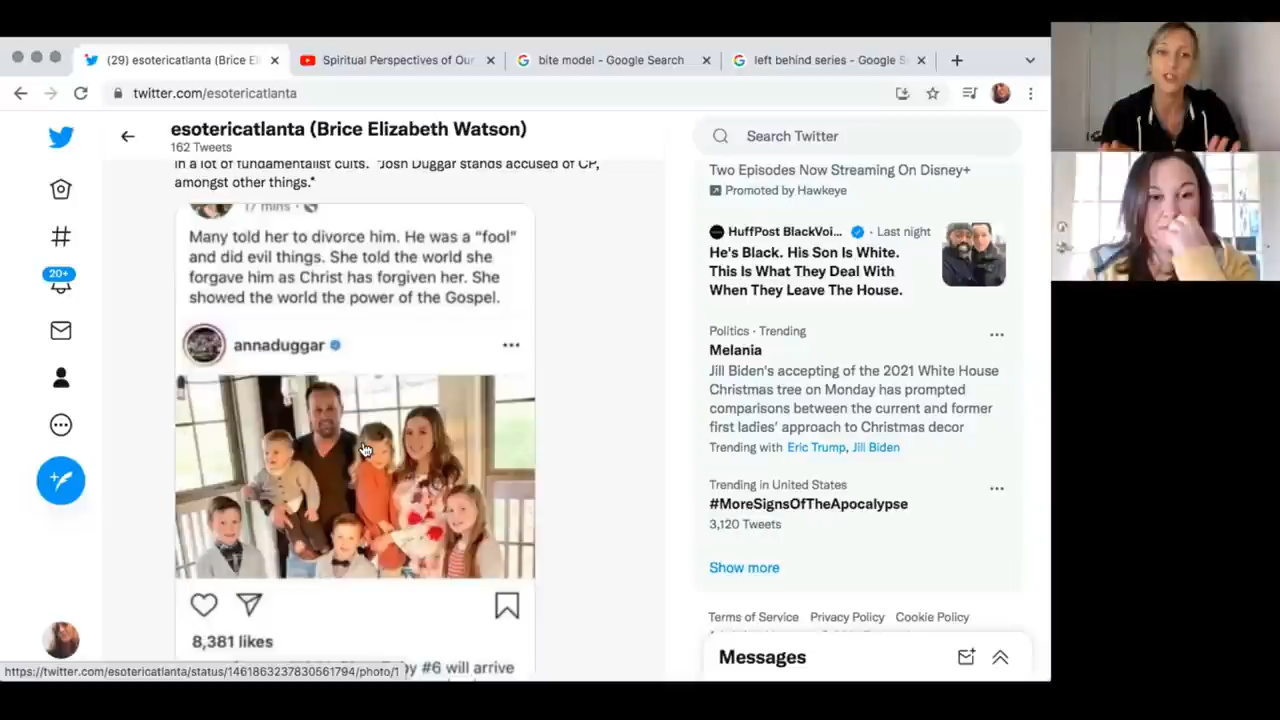 (29) esotericatlanta (Brice El
Spiritual Perspectives of Our
bite model - Google Search
left behind series - Google S
twitter.com/esotericatlanta
esotericatlanta (Brice Elizabeth Watson)
162 Tweets
Search Twitter
20+
in a lot of fundamentalist cults. *Josh Duggar stands accused of CP,
amongst other things.*
17 mins ·
Many told her to divorce him. He was a “fool”
and did evil things. She told the world she
forgave him as Christ has forgiven her. She
showed the world the power of the Gospel.
annaduggar
8,381 likes
by #6 will arrive
Two Episodes Now Streaming On Disney+
Promoted by Hawkeye
HuffPost BlackVoi... · Last night
He's Black. His Son Is White.
This Is What They Deal With
When They Leave The House.
Politics · Trending
Melania
Jill Biden's accepting of the 2021 White House
Christmas tree on Monday has prompted
comparisons between the current and former
first ladies' approach to Christmas decor
Trending with Eric Trump, Jill Biden
Trending in United States
#MoreSignsOfTheApocalypse
3,120 Tweets
Show more
Terms of Service Privacy Policy Cookie Policy
Messages
https://twitter.com/esotericatlanta/status/1461863237830561794/photo/1